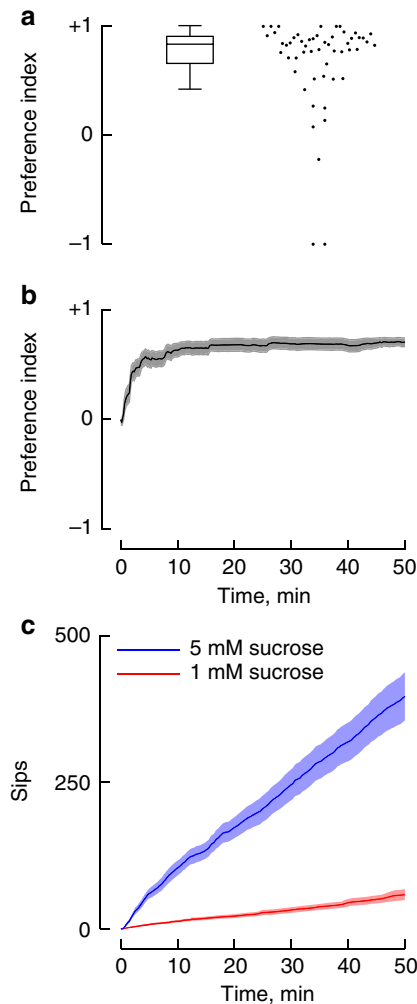 a
+1
0
−1
Preference index
b
+1
0
−1
Preference index
0 10 20 30 40 50
Time, min
c
500
250
0
Sips
5 mM sucrose
1 mM sucrose
0 10 20 30 40 50
Time, min